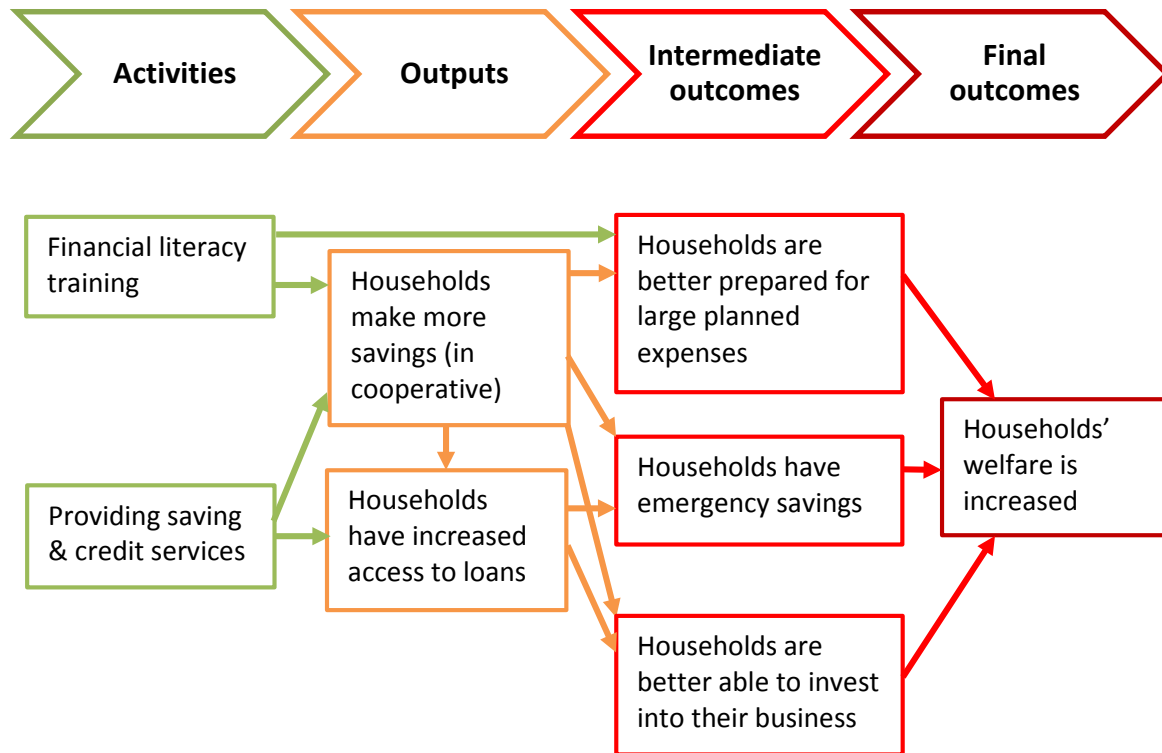 Activities
Outputs
Intermediate
outcomes
Final
outcomes
Financial literacy
training
Households
make more
savings (in
cooperative)
Households are
better prepared for
large planned
expenses
Households’
welfare is
increased
Households have
emergency savings
Providing saving
& credit services
Households
have increased
access to loans
Households are
better able to invest
into their business